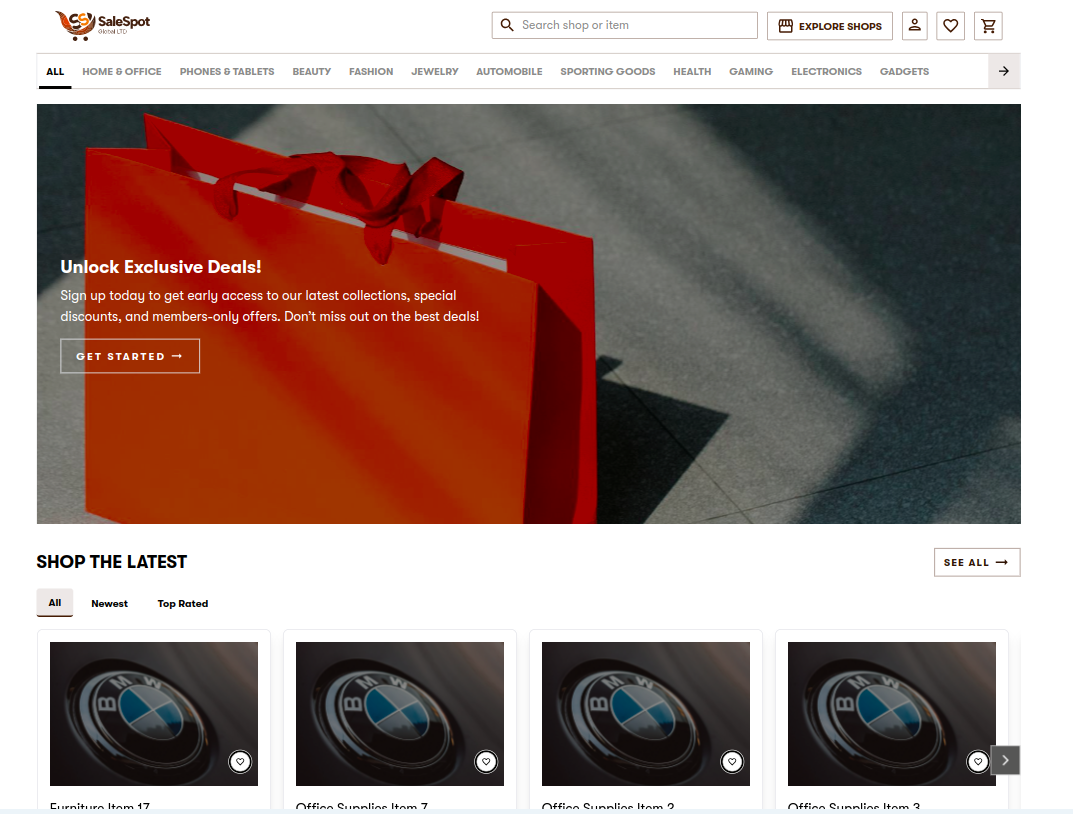 SS SaleSpot
Global LTD
Search shop or item
EXPLORE SHOPS
ALL HOME & OFFICE PHONES & TABLETS BEAUTY FASHION JEWELRY AUTOMOBILE SPORTING GOODS HEALTH GAMING ELECTRONICS GADGETS
Unlock Exclusive Deals!
Sign up today to get early access to our latest collections, special
discounts, and members-only offers. Don't miss out on the best deals!
GET STARTED →
SHOP THE LATEST
SEE ALL →
All Newest Top Rated
BMW BMW BMW BMW
Furniture Item 17 Office Supplies Item 7 Office Supplies Item 2 Office Supplies Item 3